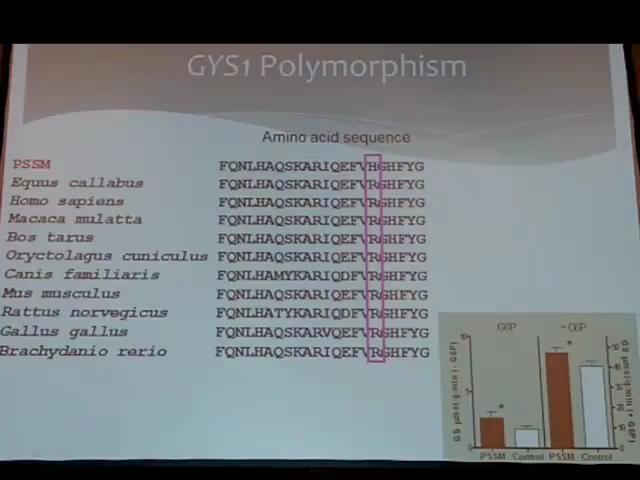 GYS1 Polymorphism
Amino acid sequence
PSSM FQNLHAQSKARIQEFVHGHFYG
Equus callabus FQNLHAQSKARIQEFVRGHFYG
Homo sapiens FQNLHAQSKARIQEFVRGHFYG
Macaca mulatta FQNLHAQSKARIQEFVRGHFYG
Bos tarus FQNLHAQSKARIQEFVRGHFYG
Oryctolagus cuniculus FQNLHAQSKARIQEFVRGHFYG
Canis familiaris FQNLHAMYKARIQDFVRGHFYG
Mus musculus FQNLHAQSKARIQEFVRGHFYG
Rattus norvegicus FQNLHATYKARIQDFVRGHFYG
Gallus gallus FQNLHAQSKARVQEFVRGHFYG
Brachydanio rerio FQNLHAQSKARIQEFVRGHFYG
- G6P + G6P
PSSM Control PSSM Control